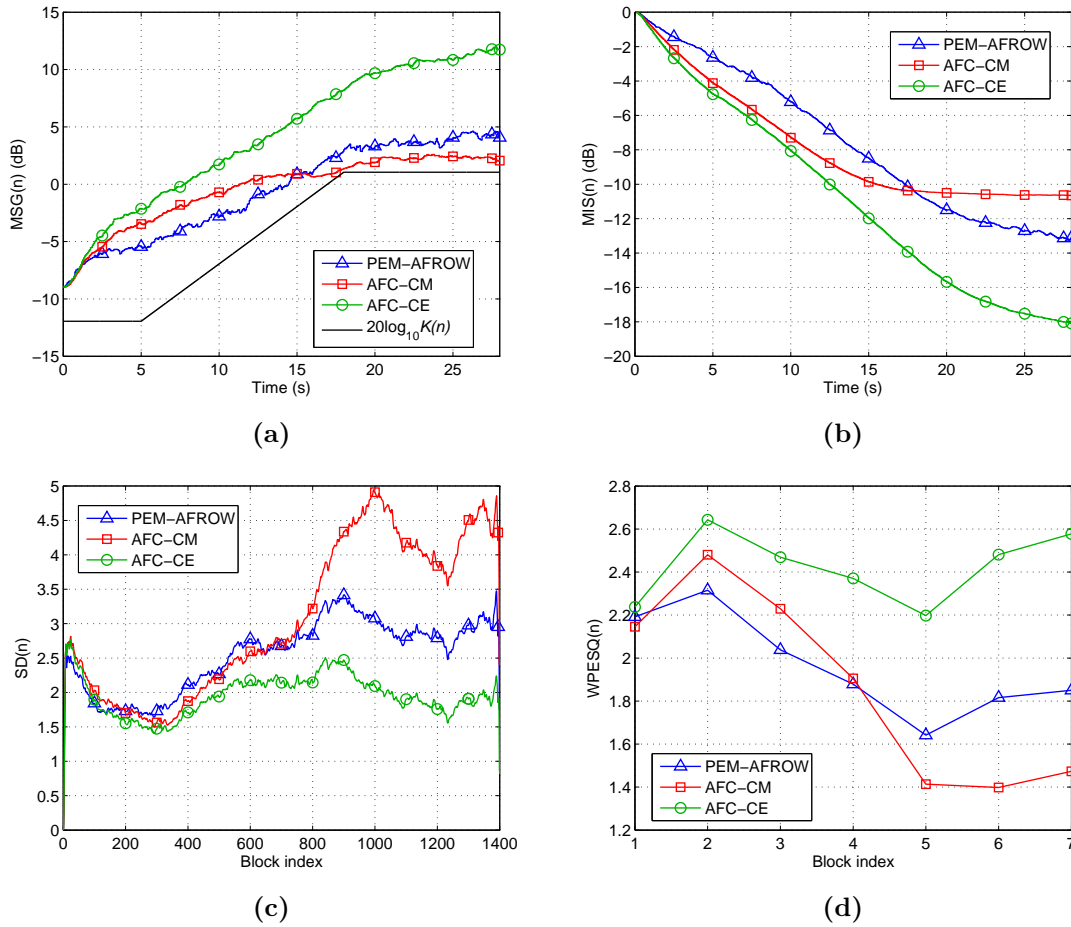 15
10
5
0
−5
−10
−15
0 5 10 15 20 25
MSG(n) (dB)
Time (s)
PEM−AFROW
AFC−CM
AFC−CE
20log10K(n)
(a)
0
−2
−4
−6
−8
−10
−12
−14
−16
−18
−20
0 5 10 15 20 25
MIS(n) (dB)
Time (s)
PEM−AFROW
AFC−CM
AFC−CE
(b)
5
4.5
4
3.5
3
2.5
2
1.5
1
0.5
0
0 200 400 600 800 1000 1200 1400
SD(n)
Block index
PEM−AFROW
AFC−CM
AFC−CE
(c)
2.8
2.6
2.4
2.2
2
1.8
1.6
1.4
1.2
1 2 3 4 5 6 7
WPESQ(n)
Block index
PEM−AFROW
AFC−CM
AFC−CE
(d)